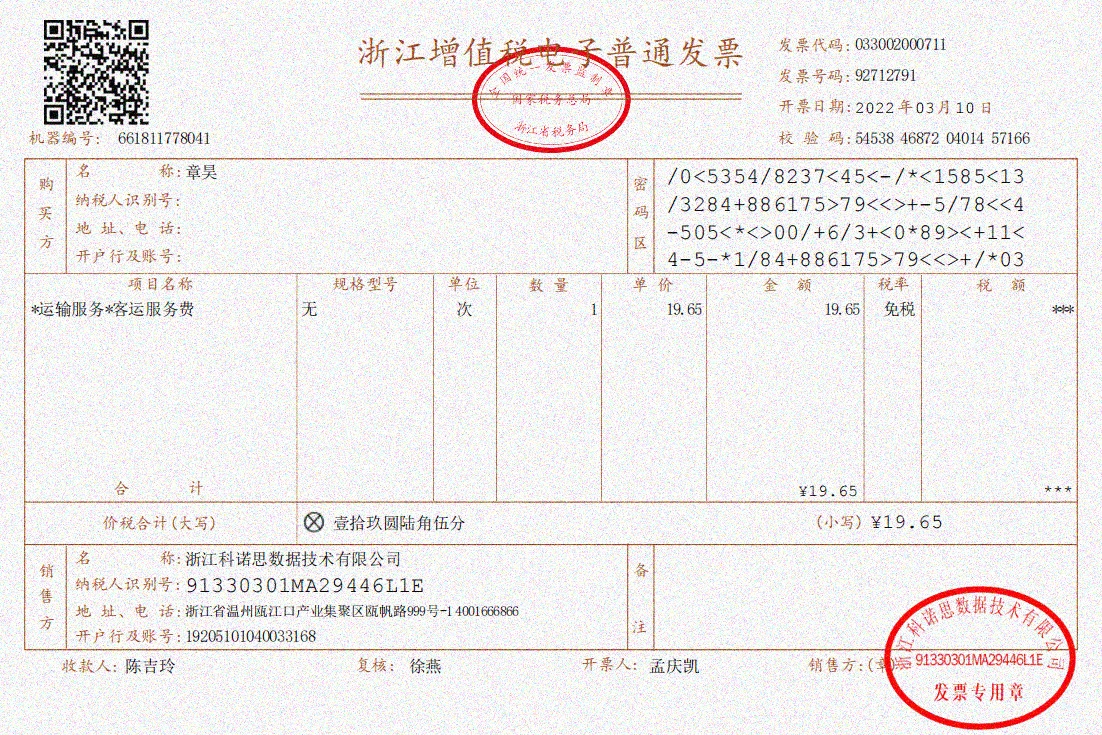 浙江增值税电子普通发票
全国统一发票监制章
国家税务总局
浙江省税务局
发票代码:033002000711
发票号码:92712791
开票日期:2022年03月10日
校 验 码:54538 46872 04014 57166
机器编号: 661811778041
购买方
名 称:章昊
纳税人识别号:
地 址、电 话:
开户行及账号:
密码区
/0<5354/8237<45<-/*<1585<13
/3284+886175>79<<>+-5/78<<4
-505<*<>00/+6/3+<0*89><+11<
4-5-*1/84+886175>79<<>+/*03
项目名称 规格型号 单位 数 量 单 价 金 额 税率 税 额
*运输服务*客运服务费 无 次 1 19.65 19.65 免税 ***
合 计 ¥19.65 ***
价税合计(大写) 壹拾玖圆陆角伍分 (小写)¥19.65
销售方
名 称:浙江科诺思数据技术有限公司
纳税人识别号:91330301MA29446L1E
地 址、电 话:浙江省温州瓯江口产业集聚区瓯帆路999号-1 4001666866
开户行及账号:19205101040033168
备注
收款人:陈吉玲 复核: 徐燕 开票人: 孟庆凯 销售方:(章)
浙江科诺思数据技术有限公司
91330301MA29446L1E
发票专用章